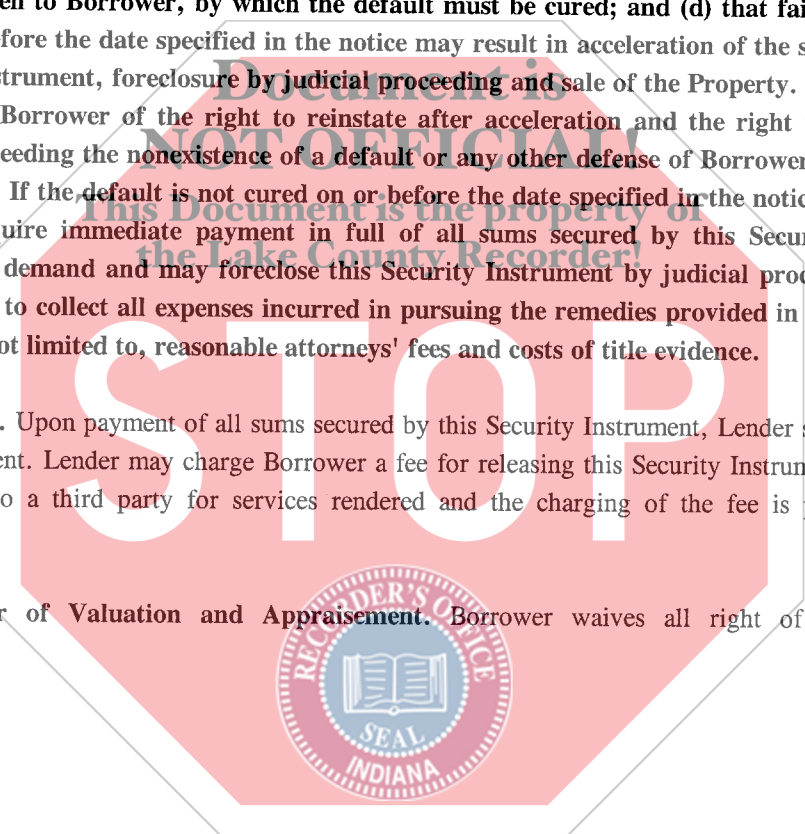 en to Borrower, by which the default must be cured; and (d) that fai
fore the date specified in the notice may result in acceleration of the s
strument, foreclosure by judicial proceeding and sale of the Property.
Document is
Borrower of the right to reinstate after acceleration and the right
NOT OFFICIAL!
eeding the nonexistence of a default or any other defense of Borrower
If the default is not cured on or before the date specified in the notic
This Document is the property of
uire immediate payment in full of all sums secured by this Secur
the Lake County Recorder!
demand and may foreclose this Security Instrument by judicial proc
to collect all expenses incurred in pursuing the remedies provided in
ot limited to, reasonable attorneys' fees and costs of title evidence.
STOP
. Upon payment of all sums secured by this Security Instrument, Lender s
ent. Lender may charge Borrower a fee for releasing this Security Instrum
o a third party for services rendered and the charging of the fee is
r of Valuation and Appraisement. Borrower waives all right of
RECORDER'S OFFICE
SEAL
INDIANA